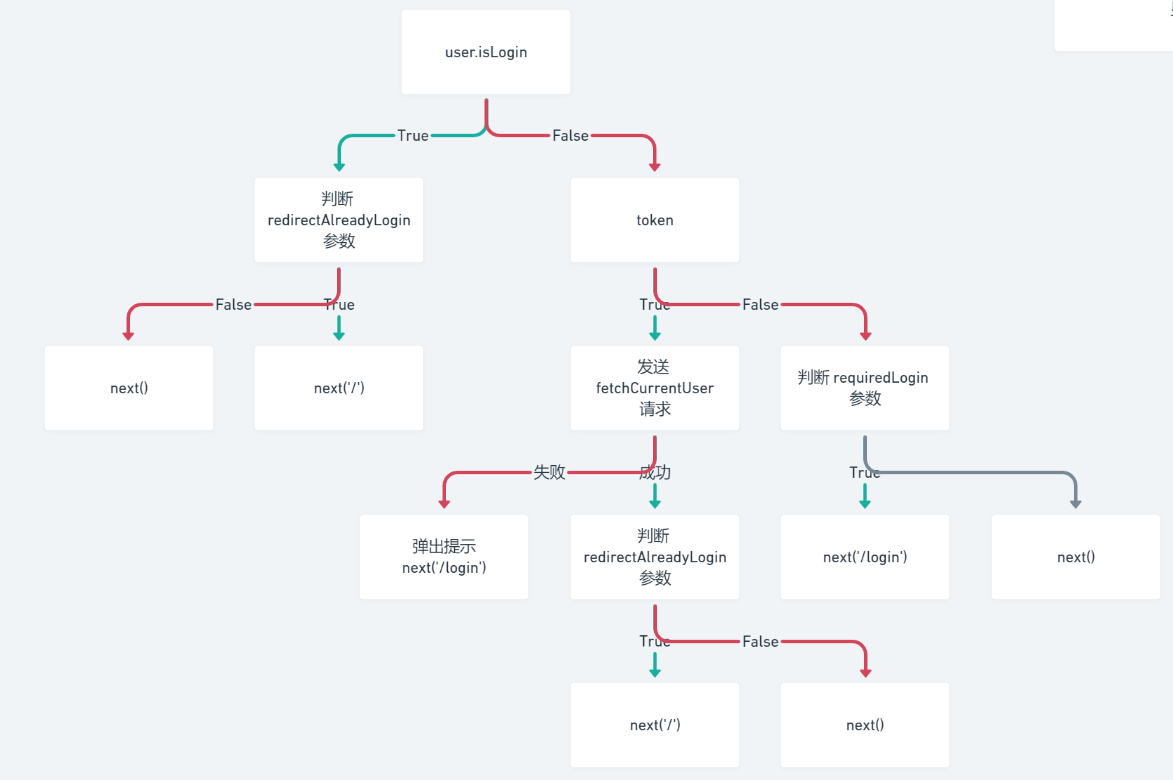 user.isLogin
True
False
判断
redirectAlreadyLogin
参数
token
False
True
True
False
next()
next('/')
发送
fetchCurrentUser
请求
判断 requiredLogin
参数
失败
成功
True
弹出提示
next('/login')
判断
redirectAlreadyLogin
参数
next('/login')
next()
True
False
next('/')
next()